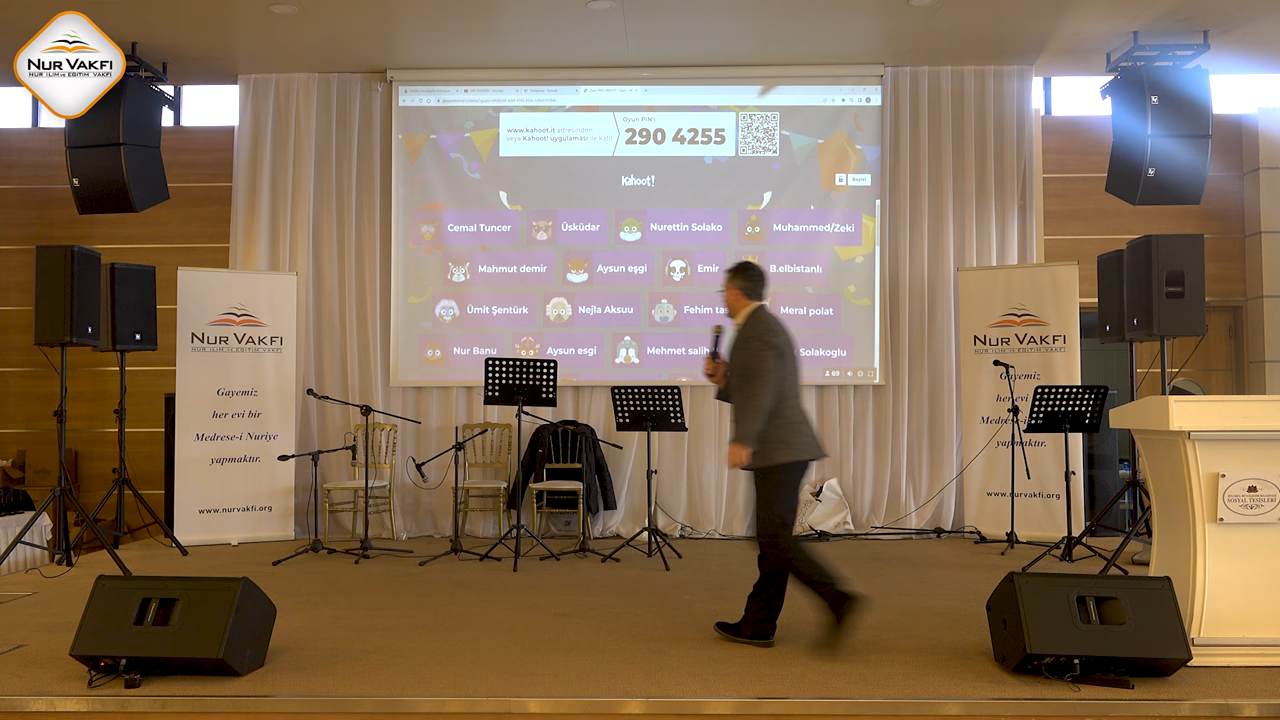 NUR VAKFI
NUR İLİM VE EĞİTİM VAKFI
www.kahoot.it adresinden
veya Kahoot! uygulaması ile katıl
Oyun PIN'i:
290 4255
Kahoot!
Başlat
Cemal Tuncer
Üsküdar
Nurettin Solako
Muhammed/Zeki
Mahmut demir
Aysun eşgi
Emir
B.elbistanlı
Ümit Şentürk
Nejla Aksuu
Fehim
Meral polat
Nur Banu
Aysun esgi
Mehmet salih
Solakoglu
69
NUR VAKFI
NUR İLİM VE EĞİTİM VAKFI
Gayemiz
her evi bir
Medrese-i Nuriye
yapmaktır.
www.nurvakfi.org
NUR VAKFI
NUR İLİM VE EĞİTİM VAKFI
Gayemiz
her evi
Medrese-i
yapmaktır.
www.nurvakfi.org
SOSYAL TESİSLERİ